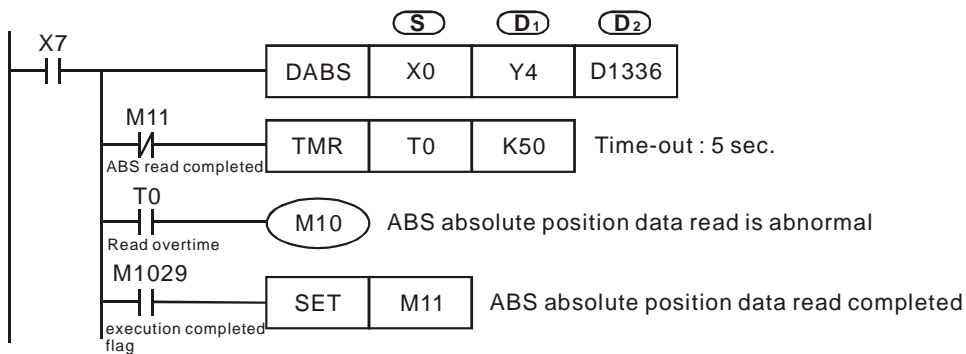 S D1 D2
X7
DABS X0 Y4 D1336
M11
ABS read completed
TMR T0 K50 Time-out : 5 sec.
T0
Read overtime
M10 ABS absolute position data read is abnormal
M1029
execution completed
flag
SET M11 ABS absolute position data read completed